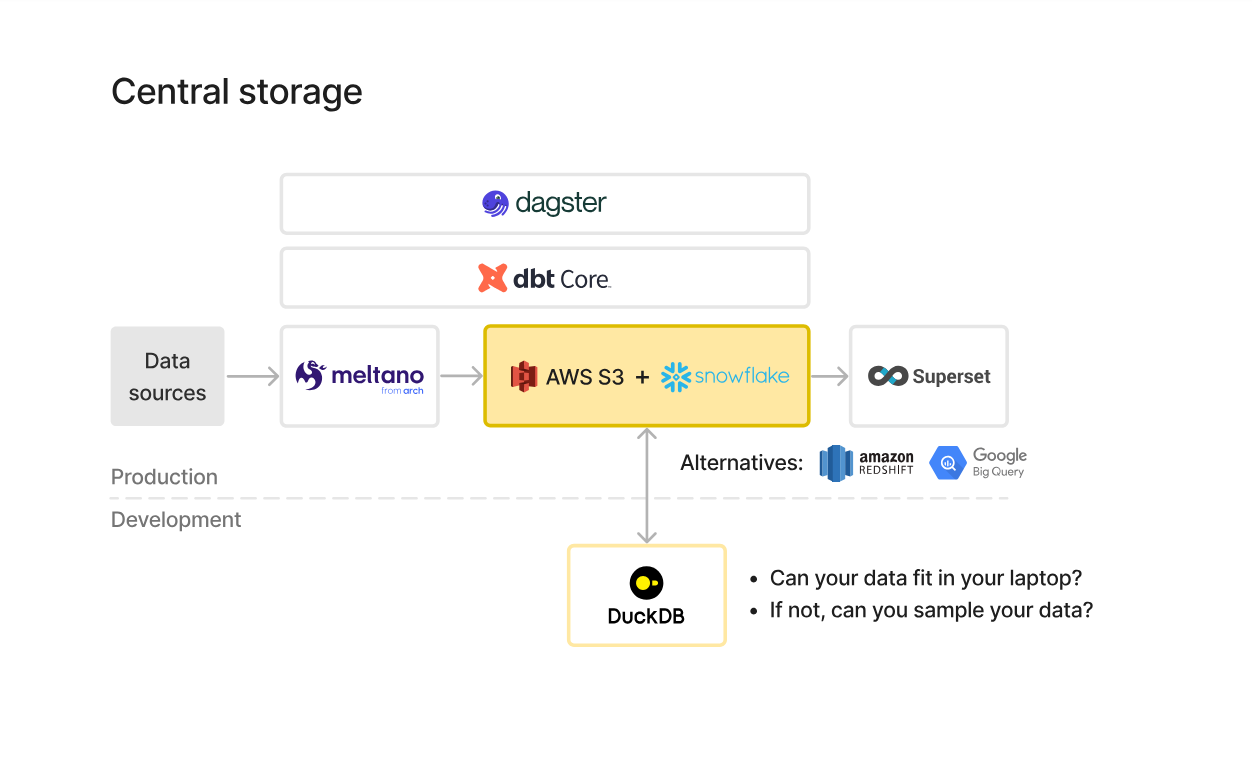 Central storage
dagster
dbt Core™
Data
sources
meltano
from arch
AWS S3 + snowflake
Superset
Alternatives:
amazon
REDSHIFT
Google
Big Query
Production
Development
DuckDB
• Can your data fit in your laptop?
• If not, can you sample your data?